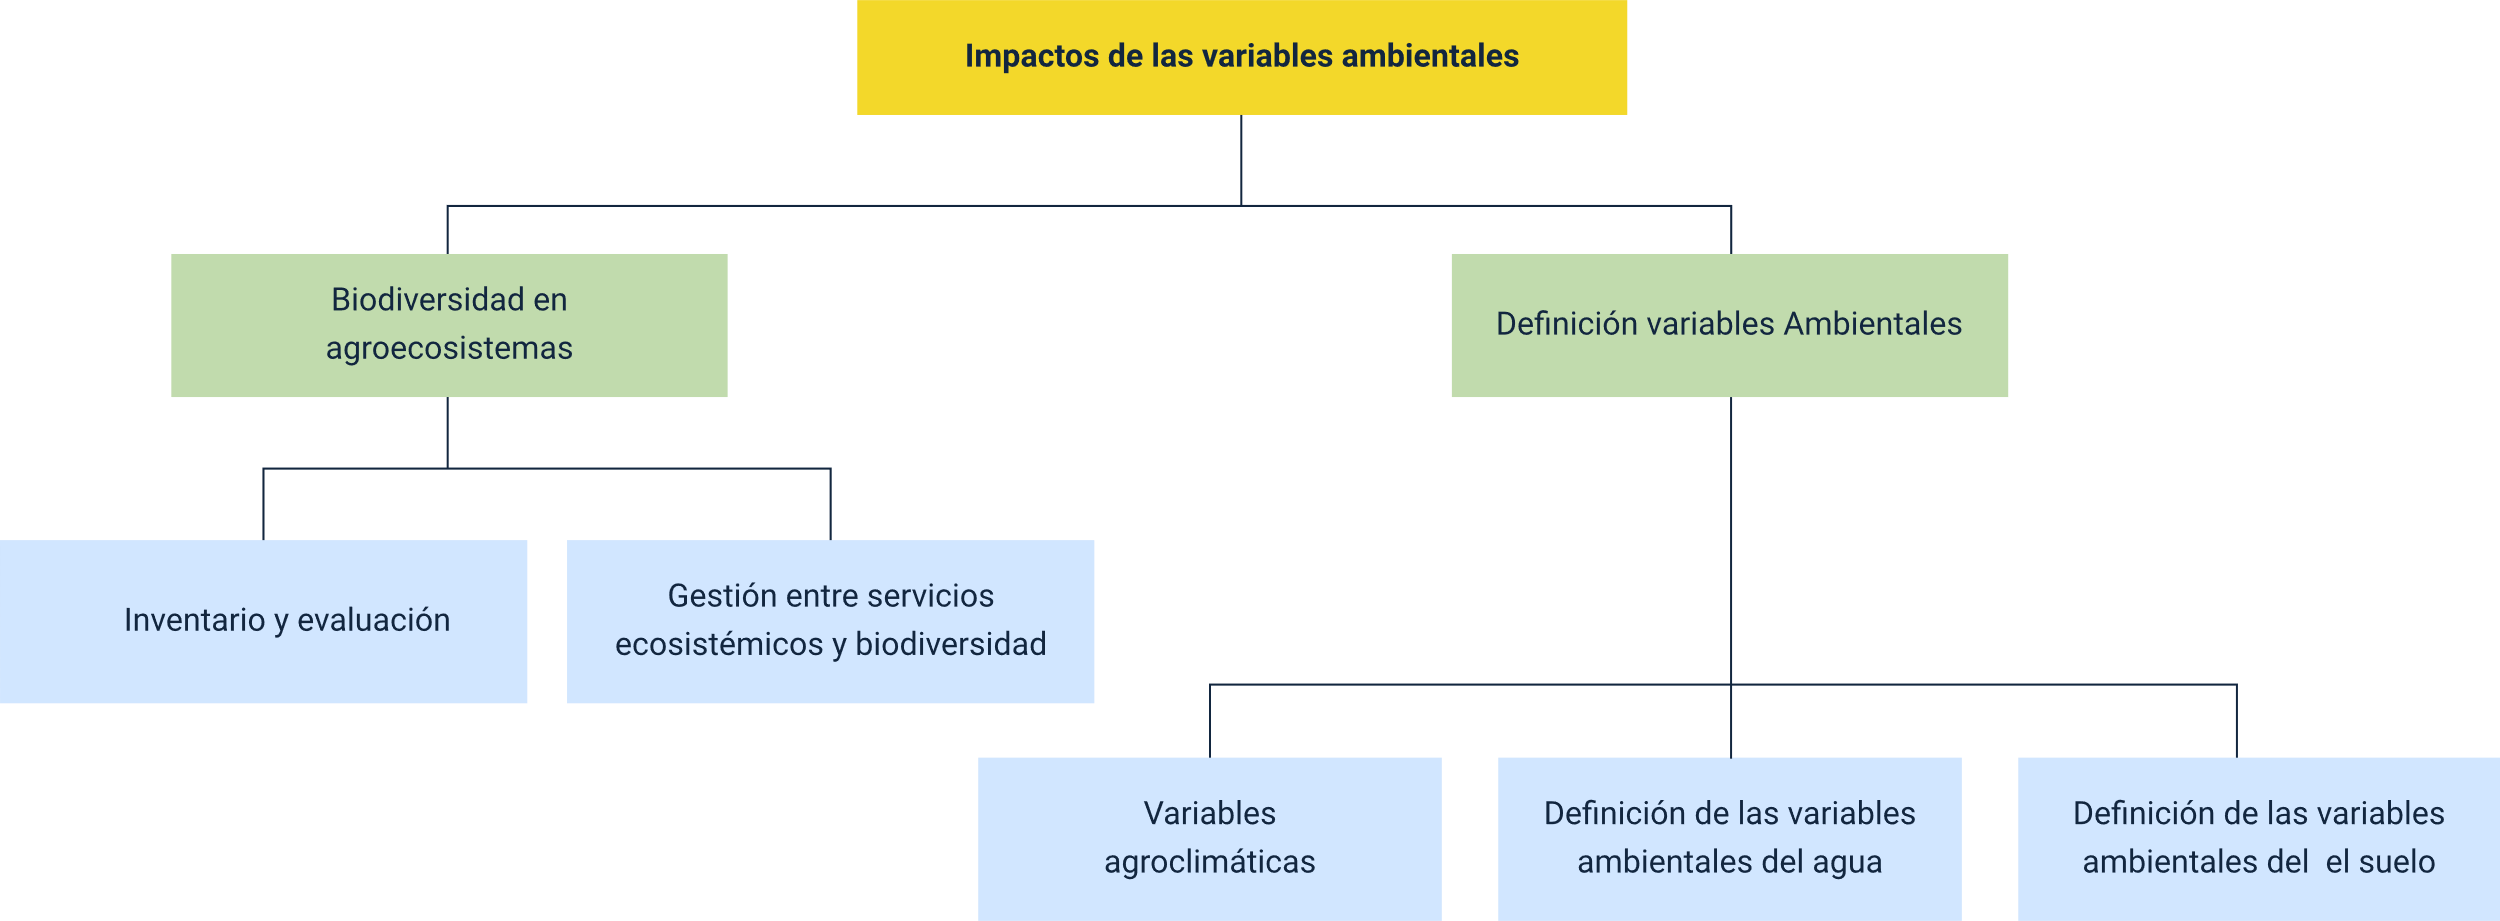 Impactos de las variables ambientales
Biodiversidad en
agroecosistemas
Definición variables Ambientales
Inventario y evaluación
Gestión entre servicios
ecosistémicos y biodiversidad
Variables
agroclimáticas
Definición de las variables
ambientales del agua
Definición de las variables
ambientales del  el suelo